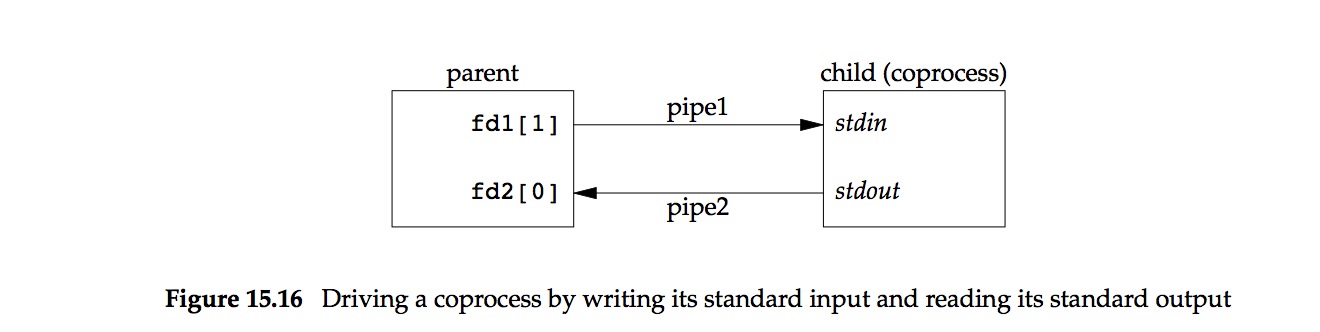 parent child (coprocess)
fd1[1] pipe1 stdin
fd2[0] pipe2 stdout
Figure 15.16 Driving a coprocess by writing its standard input and reading its standard output